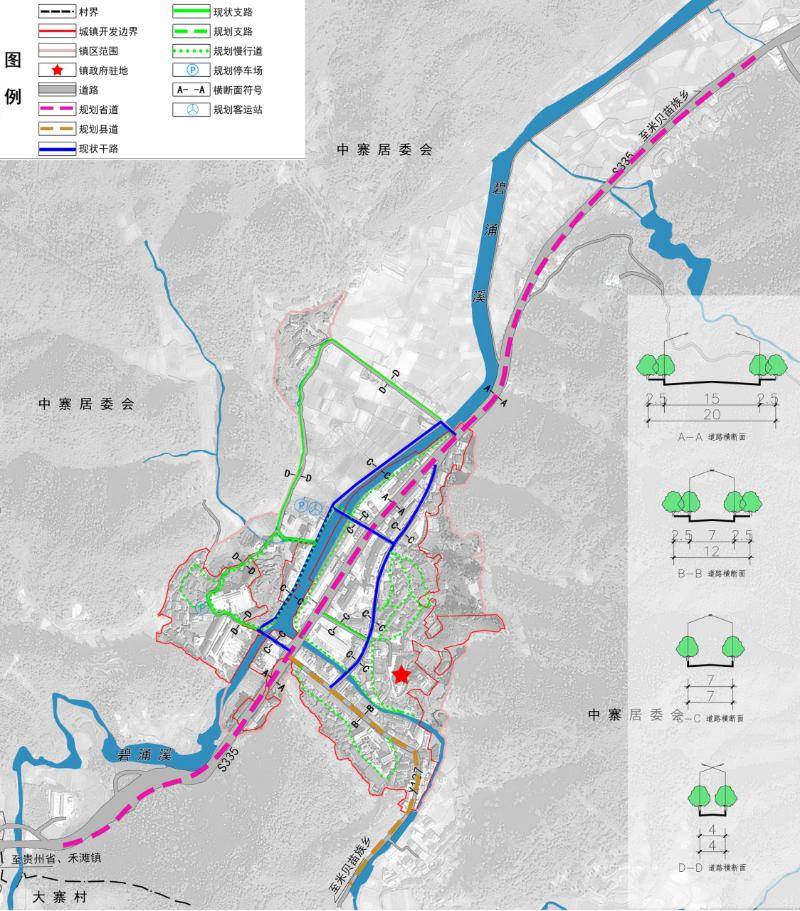 图
例
村界
城镇开发边界
镇区范围
镇政府驻地
道路
规划省道
规划县道
现状干路
现状支路
规划支路
规划慢行道
P 规划停车场
A- -A 横断面符号
规划客运站
中寨居委会
至米贝苗族乡
S335
碧
涌
溪
中寨居委会
D- -D
A- -A
C- -C
D- -D
A- -A
C- -C
C- -C
P
D- -D
C- -C
P
D- -D
C- -C
C- -C
C- -C
A- -A
B- -B
碧涌溪
S335
X127
至米贝苗族乡
至贵州省、禾滩镇
大寨村
中寨居委会
2.5 15 2.5
20
A-A 道路横断面
2.5 7 2.5
12
B-B 道路横断面
7
7
C-C 道路横断面
4
4
D-D 道路横断面